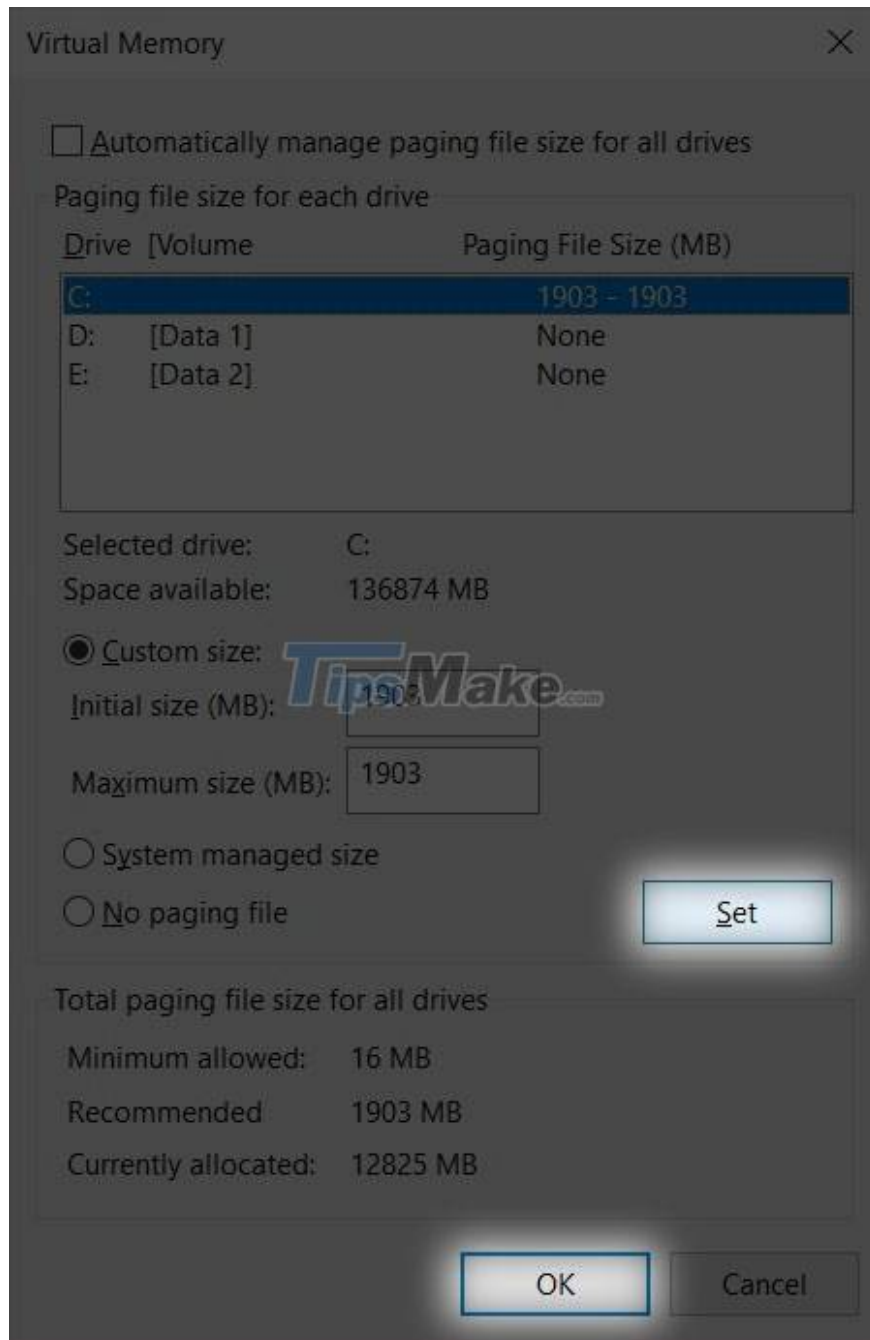 Virtual Memory
Automatically manage paging file size for all drives
Paging file size for each drive
Drive [Volume Paging File Size (MB)
C: 1903 - 1903
D: [Data 1] None
E: [Data 2] None
Selected drive: C:
Space available: 136874 MB
Custom size:
TipsMake.com
Initial size (MB): 1903
Maximum size (MB): 1903
System managed size
No paging file
Set
Total paging file size for all drives
Minimum allowed: 16 MB
Recommended 1903 MB
Currently allocated: 12825 MB
OK Cancel